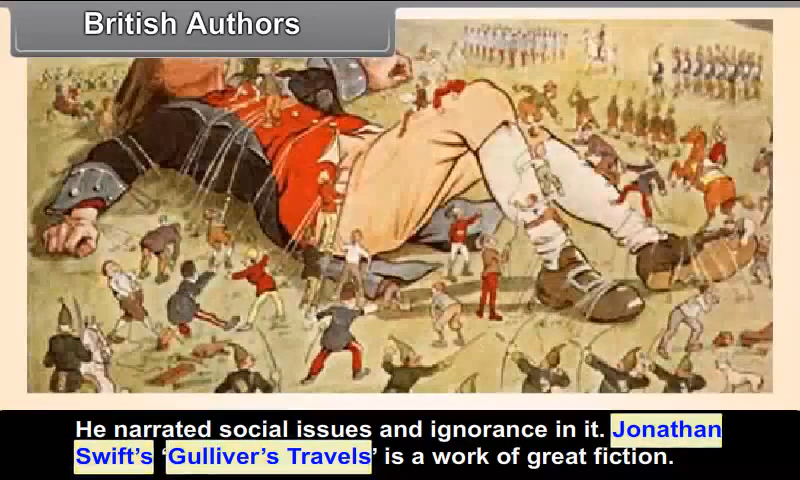 British Authors
He narrated social issues and ignorance in it. Jonathan
Swift’s ‘Gulliver’s Travels’ is a work of great fiction.